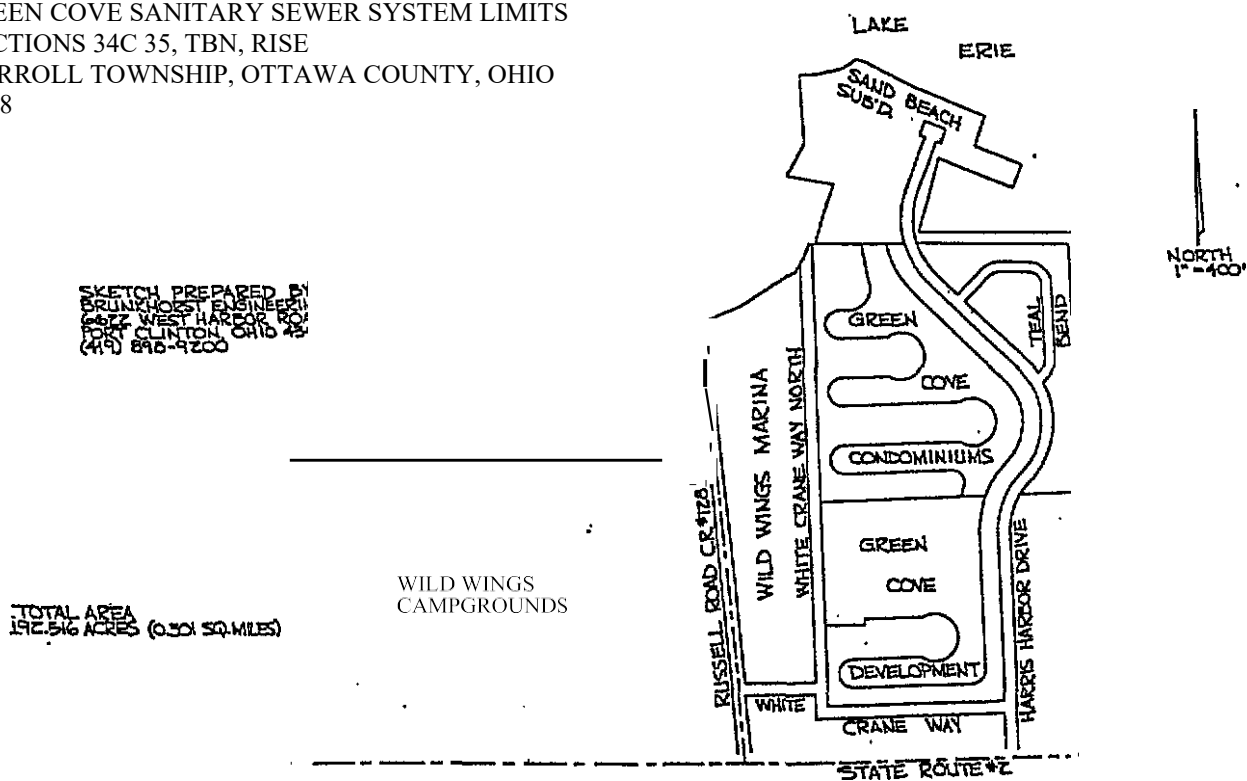 EEN COVE SANITARY SEWER SYSTEM LIMITS
CTIONS 34C 35, TBN, RISE
RROLL TOWNSHIP, OTTAWA COUNTY, OHIO
8
LAKE
ERIE
SAND BEACH
SUB'D.
NORTH
1"=400'
SKETCH PREPARED BY
BRUNKHORST ENGINEERI
WEST HARBOR RO
PORT CLINTON, OHIO
(419) 898-9200
TEAL
BEND
GREEN
COVE
CONDOMINIUMS
WILD WINGS MARINA
WHITE CRANE WAY NORTH
RUSSELL ROAD CR#128
GREEN
COVE
DEVELOPMENT
HARRIS HARBOR DRIVE
WILD WINGS
CAMPGROUNDS
TOTAL AREA
192.516 ACRES (0.301 SQ. MILES)
WHITE
CRANE WAY
STATE ROUTE #2